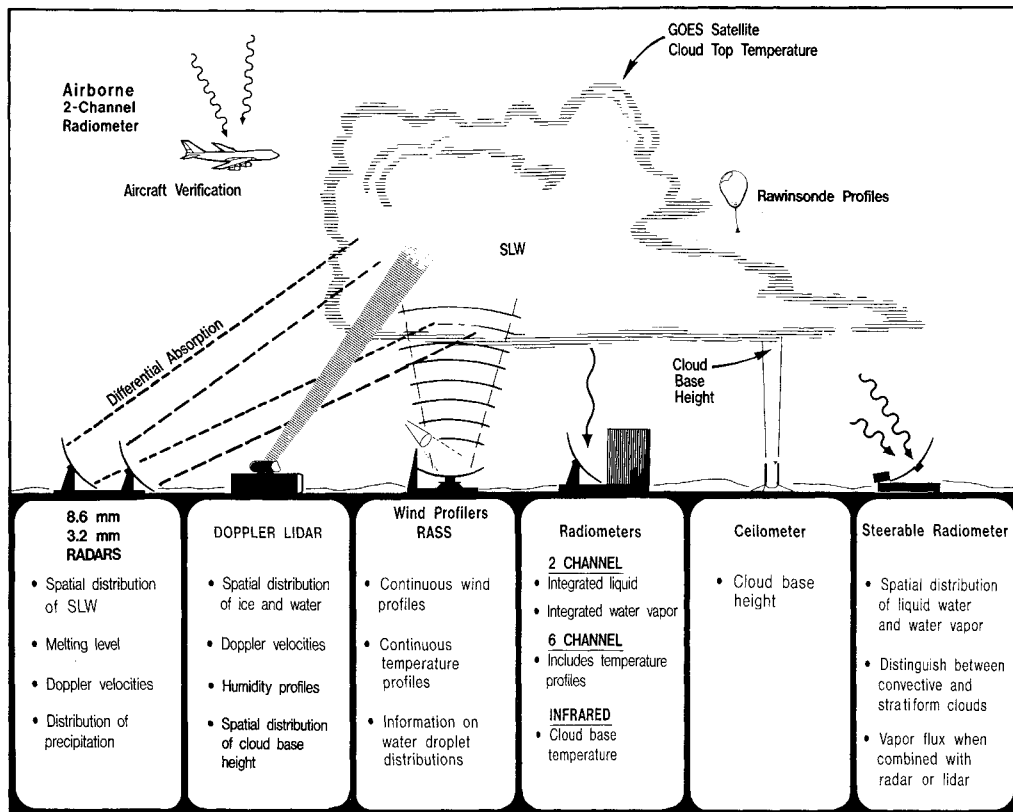 GOES Satellite
Cloud Top Temperature
Airborne
2-Channel
Radiometer
Aircraft Verification
Rawinsonde Profiles
SLW
Differential Absorption
Cloud
Base
Height
8.6 mm
3.2 mm
RADARS
• Spatial distribution
of SLW
• Melting level
• Doppler velocities
• Distribution of
precipitation
DOPPLER LIDAR
• Spatial distribution
of ice and water
• Doppler velocities
• Humidity profiles
• Spatial distribution
of cloud base
height
Wind Profilers
RASS
• Continuous wind
profiles
• Continuous
temperature
profiles
• Information on
water droplet
distributions
Radiometers
2 CHANNEL
• Integrated liquid
• Integrated water vapor
6 CHANNEL
• Includes temperature
profiles
INFRARED
• Cloud base
temperature
Ceilometer
• Cloud base
height
Steerable Radiometer
• Spatial distribution
of liquid water
and water vapor
• Distinguish between
convective and
stratiform clouds
• Vapor flux when
combined with
radar or lidar